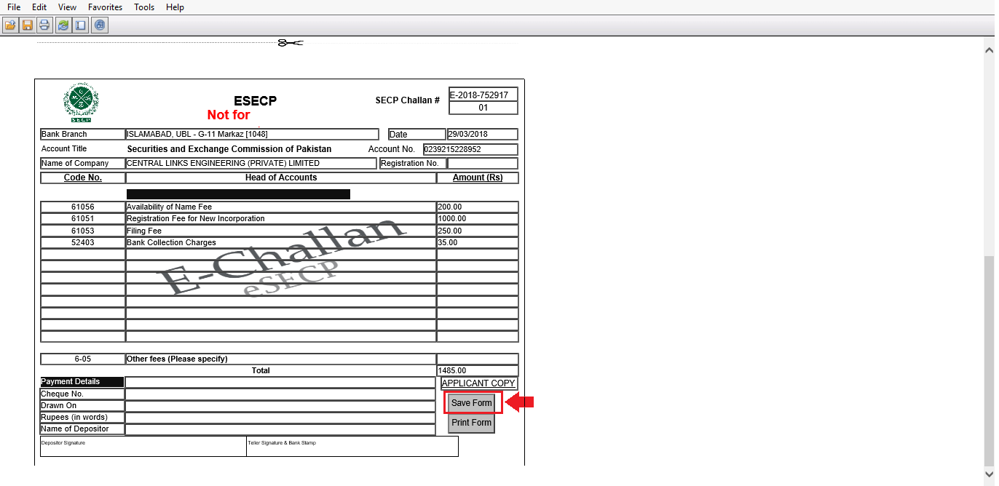 File Edit View Favorites Tools Help
SECP
ESECP
Not for
SECP Challan #
E-2018-752917
01
Bank Branch ISLAMABAD, UBL - G-11 Markaz [1048] Date 29/03/2018
Account Title Securities and Exchange Commission of Pakistan Account No. 0239215228952
Name of Company CENTRAL LINKS ENGINEERING (PRIVATE) LIMITED Registration No.
Code No. Head of Accounts Amount (Rs)
61056 Availability of Name Fee 200.00
61051 Registration Fee for New Incorporation 1000.00
61053 Filing Fee 250.00
52403 Bank Collection Charges 35.00
E-Challan
eSECP
6-05 Other fees (Please specify)
Total 1485.00
Payment Details APPLICANT COPY
Cheque No.
Save Form
Drawn On
Rupees (in words)
Print Form
Name of Depositor
Depositor Signature Teller Signature & Bank Stamp